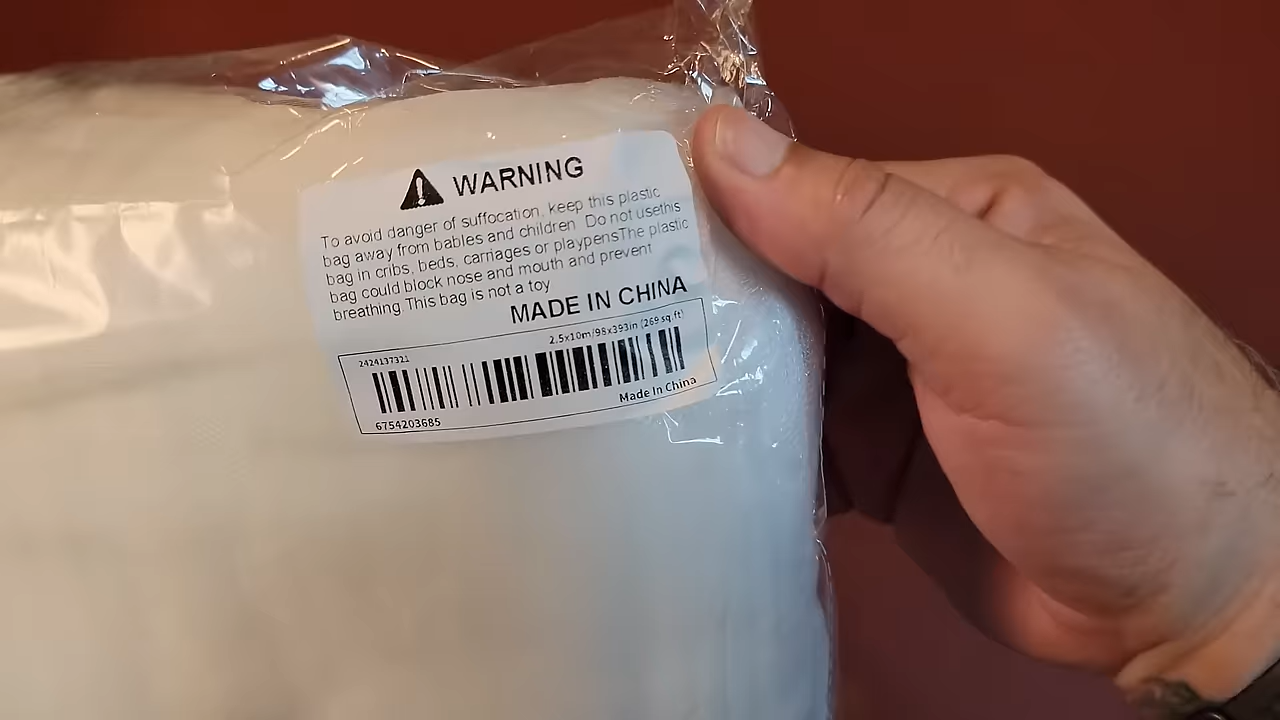 WARNING
To avoid danger of suffocation, keep this plastic
bag away from bables and children Do not usethis
bag in cribs, beds, carriages or playpensThe plastic
bag could block nose and mouth and prevent
breathing.This bag is not a toy
MADE IN CHINA
2424137321
2.5x10m/98x393in (269 sq.ft)
Made In China
6754203685